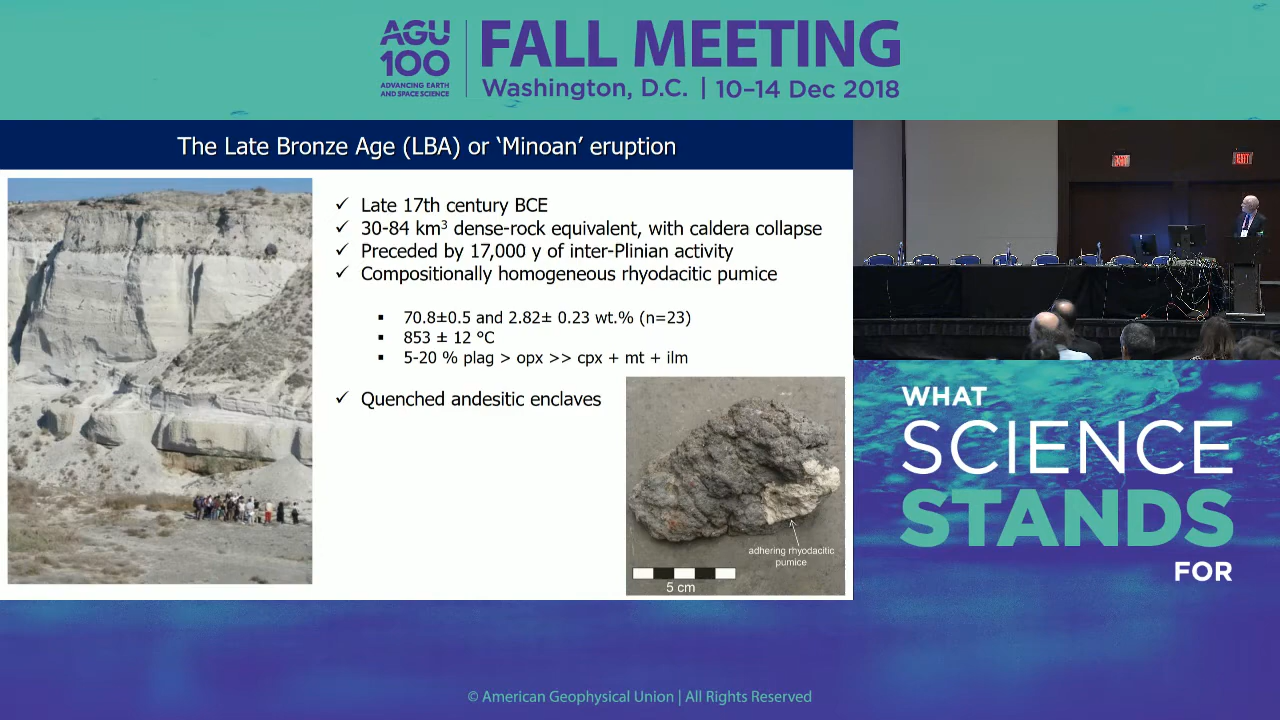 AGU
100
ADVANCING EARTH
AND SPACE SCIENCE
FALL MEETING
Washington, D.C. | 10–14 Dec 2018
The Late Bronze Age (LBA) or ‘Minoan’ eruption
✓ Late 17th century BCE
✓ 30-84 km³ dense-rock equivalent, with caldera collapse
✓ Preceded by 17,000 y of inter-Plinian activity
✓ Compositionally homogeneous rhyodacitic pumice
▪ 70.8±0.5 and 2.82± 0.23 wt.% (n=23)
▪ 853 ± 12 °C
▪ 5-20 % plag > opx >> cpx + mt + ilm
✓ Quenched andesitic enclaves
adhering rhyodacitic
pumice
5 cm
EXIT
WHAT
SCIENCE
STANDS
FOR
© American Geophysical Union | All Rights Reserved